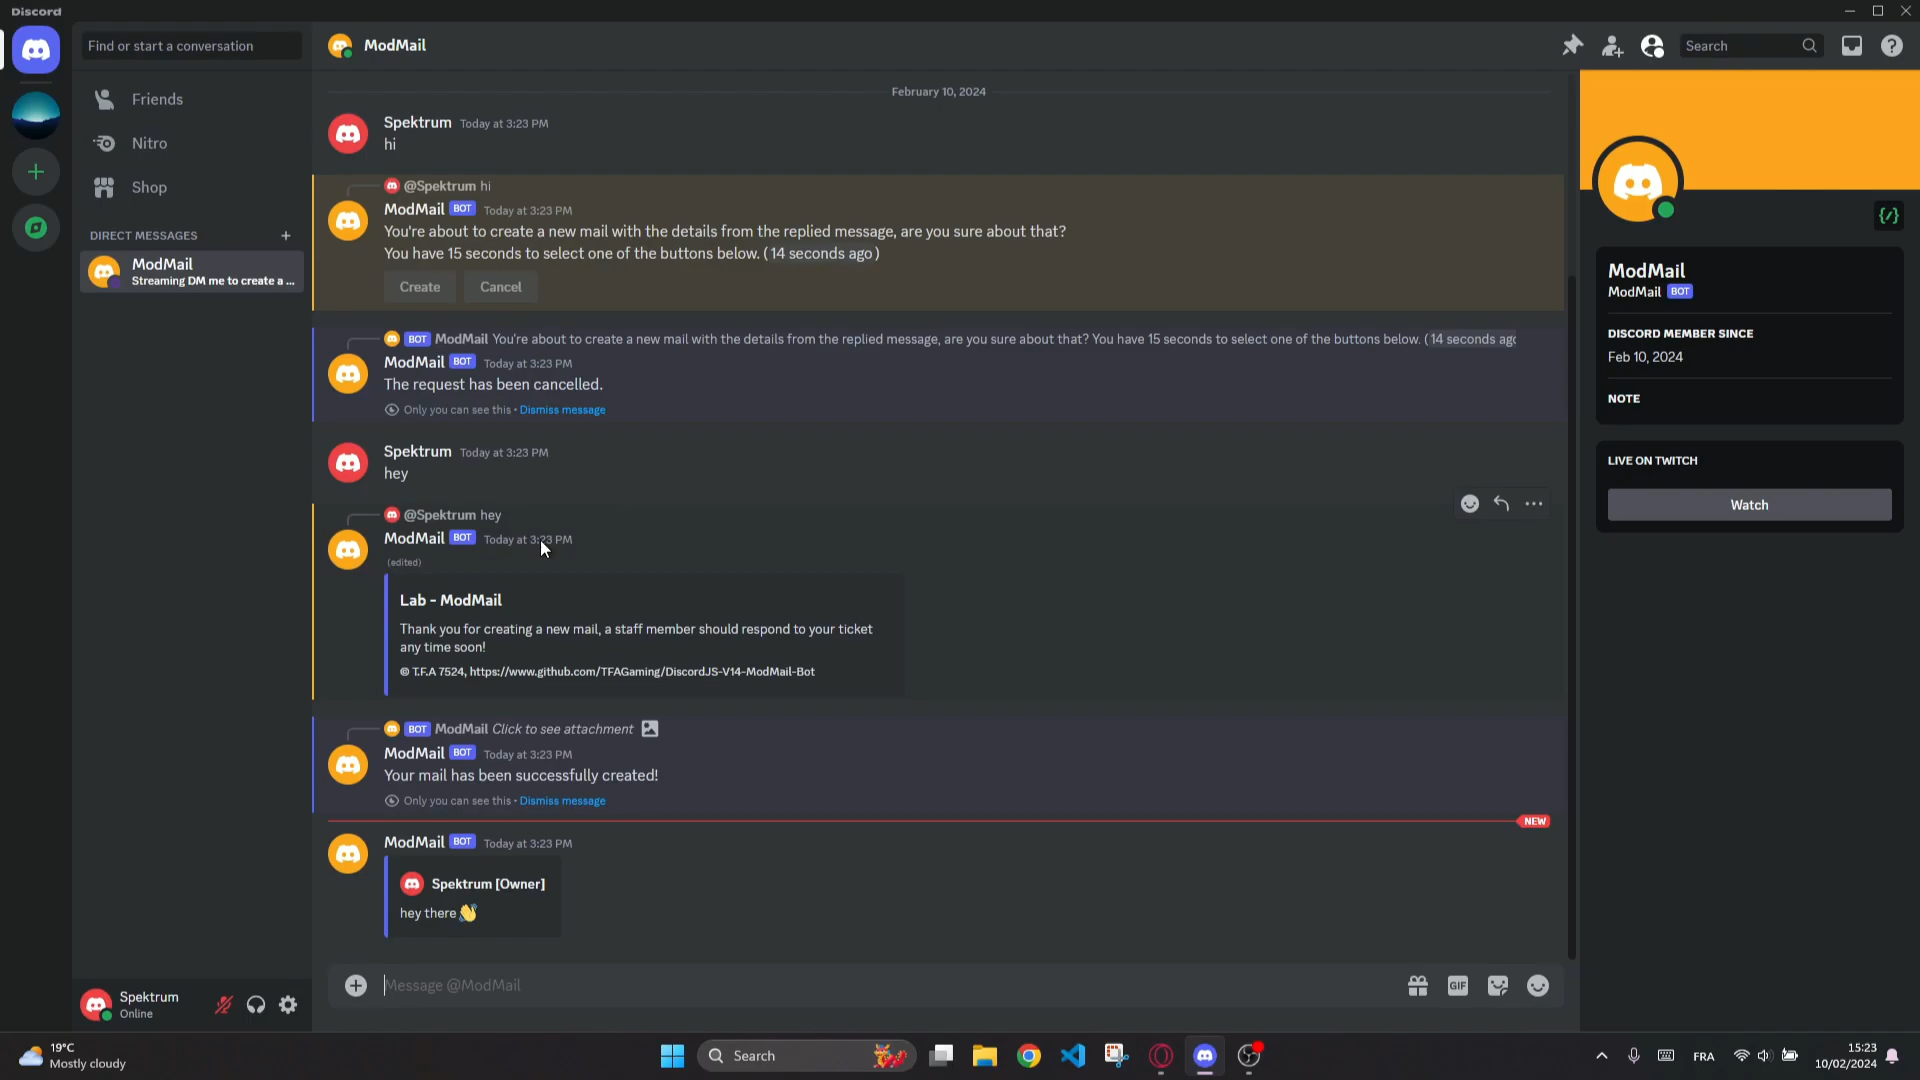 Discord
Find or start a conversation
ModMail
Search
Friends
Nitro
Shop
DIRECT MESSAGES
ModMail
Streaming DM me to create a ...
February 10, 2024
Spektrum Today at 3:23 PM
hi
@Spektrum hi
ModMail BOT Today at 3:23 PM
You're about to create a new mail with the details from the replied message, are you sure about that?
You have 15 seconds to select one of the buttons below. (14 seconds ago)
Create Cancel
BOT ModMail You're about to create a new mail with the details from the replied message, are you sure about that? You have 15 seconds to select one of the buttons below. (14 seconds ago
ModMail BOT Today at 3:23 PM
The request has been cancelled.
Only you can see this • Dismiss message
Spektrum Today at 3:23 PM
hey
@Spektrum hey
ModMail BOT Today at 3:23 PM
(edited)
Lab - ModMail
Thank you for creating a new mail, a staff member should respond to your ticket
any time soon!
© T.F.A 7524, https://www.github.com/TFAGaming/DiscordJS-V14-ModMail-Bot
BOT ModMail Click to see attachment
ModMail BOT Today at 3:23 PM
Your mail has been successfully created!
Only you can see this • Dismiss message
NEW
ModMail BOT Today at 3:23 PM
Spektrum [Owner]
hey there 👋
Message @ModMail
GIF
ModMail
ModMail BOT
DISCORD MEMBER SINCE
Feb 10, 2024
NOTE
LIVE ON TWITCH
Watch
Spektrum
Online
19°C
Mostly cloudy
Search
FRA
15:23
10/02/2024